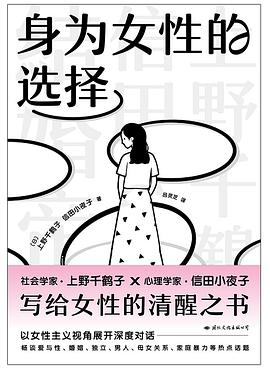 身为女性的
选择
[日] 上野千鹤子 信田小夜子 著
吕灵芝 译
社会学家·上野千鹤子 × 心理学家·信田小夜子
写给女性的清醒之书
以女性主义视角展开深度对话
畅谈爱与性、婚姻、独立、男人、母女关系、家庭暴力等热点话题